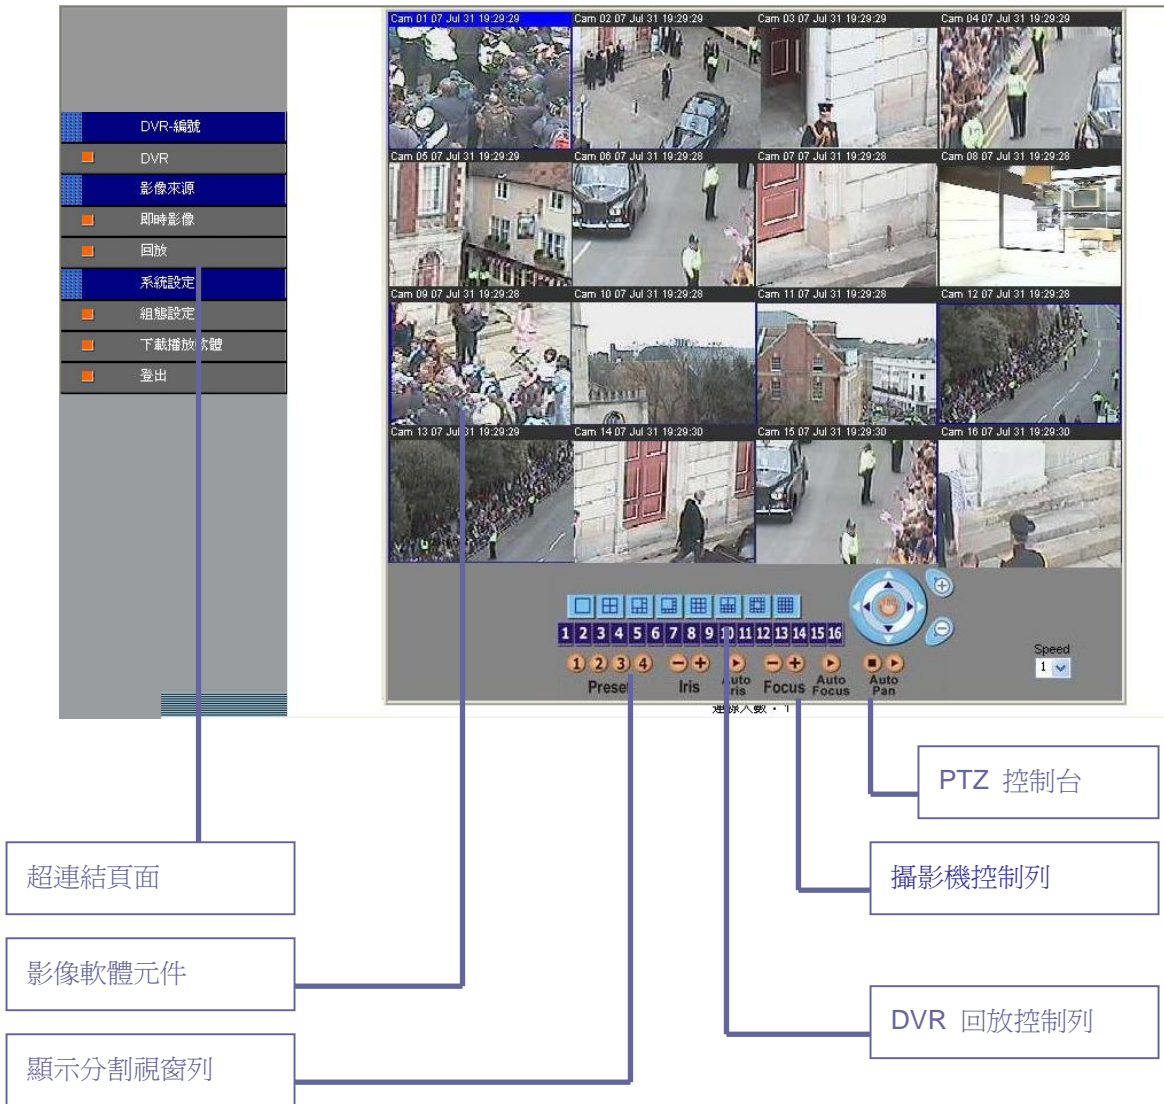 Cam 01 07 Jul 31 19:29:29
Cam 02 07 Jul 31 19:29:29
Cam 03 07 Jul 31 19:29:29
Cam 04 07 Jul 31 19:29:29
DVR-編號
DVR
影像來源
即時影像
回放
系統設定
組態設定
下載播放軟體
登出
Cam 05 07 Jul 31 19:29:29
Cam 06 07 Jul 31 19:29:28
Cam 07 07 Jul 31 19:29:28
Cam 08 07 Jul 31 19:29:28
Cam 09 07 Jul 31 19:29:28
Cam 10 07 Jul 31 19:29:28
Cam 11 07 Jul 31 19:29:28
Cam 12 07 Jul 31 19:29:28
Cam 13 07 Jul 31 19:29:29
Cam 14 07 Jul 31 19:29:30
Cam 15 07 Jul 31 19:29:30
Cam 16 07 Jul 31 19:29:30
1 2 3 4 5 6 7 8 9 10 11 12 13 14 15 16
1 2 3 4
Preset
Iris
Auto Iris
Focus
Auto Focus
Auto Pan
Speed
1
連線人數：1
PTZ 控制台
超連結頁面
攝影機控制列
影像軟體元件
DVR 回放控制列
顯示分割視窗列